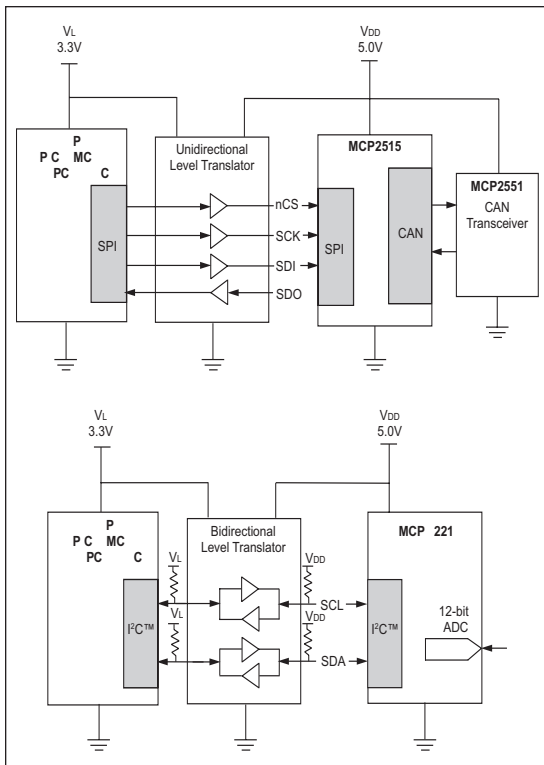 VL
3.3V
VDD
5.0V
P
P C MC
PC C
SPI
Unidirectional
Level Translator
nCS
SCK
SDI
SDO
MCP2515
SPI
CAN
MCP2551
CAN
Transceiver
VL
3.3V
VDD
5.0V
P
P C MC
PC C
I²C™
VL
VL
Bidirectional
Level Translator
VDD
VDD
SCL
SDA
MCP 221
I²C™
12-bit
ADC